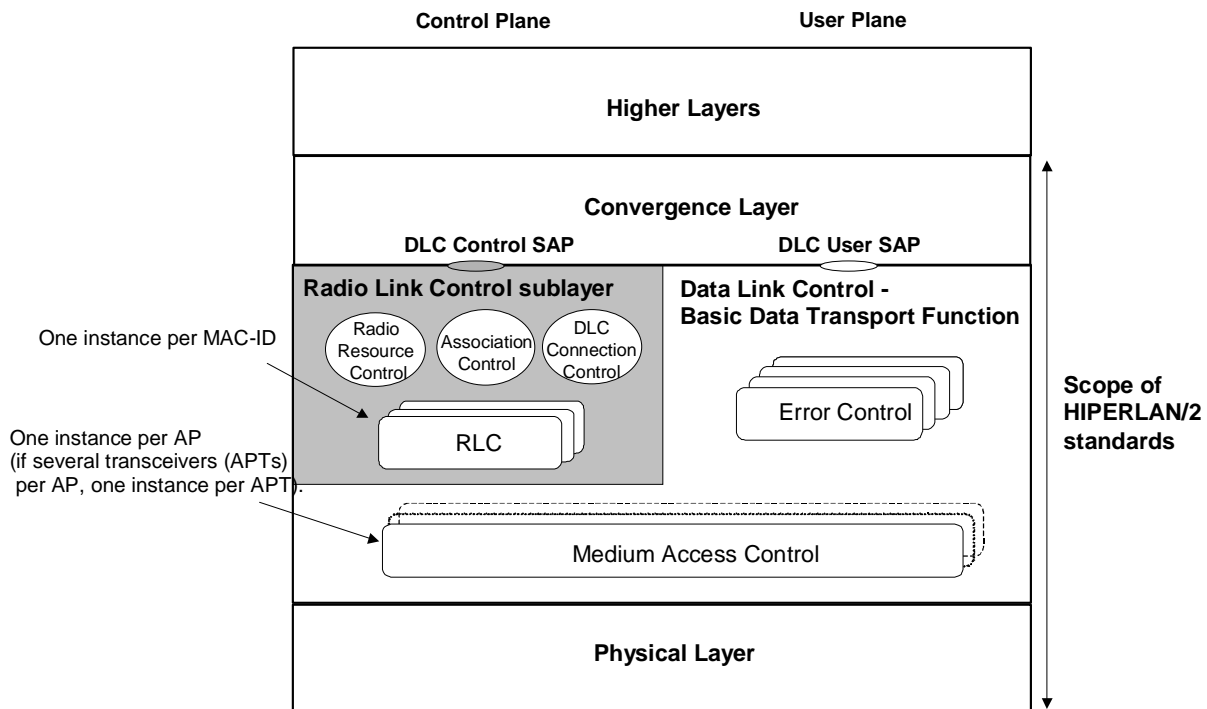 Control Plane
User Plane
Higher Layers
Convergence Layer
DLC Control SAP
DLC User SAP
Radio Link Control sublayer
Data Link Control -
Basic Data Transport Function
Radio
Resource
Control
Association
Control
DLC
Connection
Control
One instance per MAC-ID
Error Control
Scope of
HIPERLAN/2
standards
RLC
One instance per AP
(if several transceivers (APTs)
per AP, one instance per APT).
Medium Access Control
Physical Layer